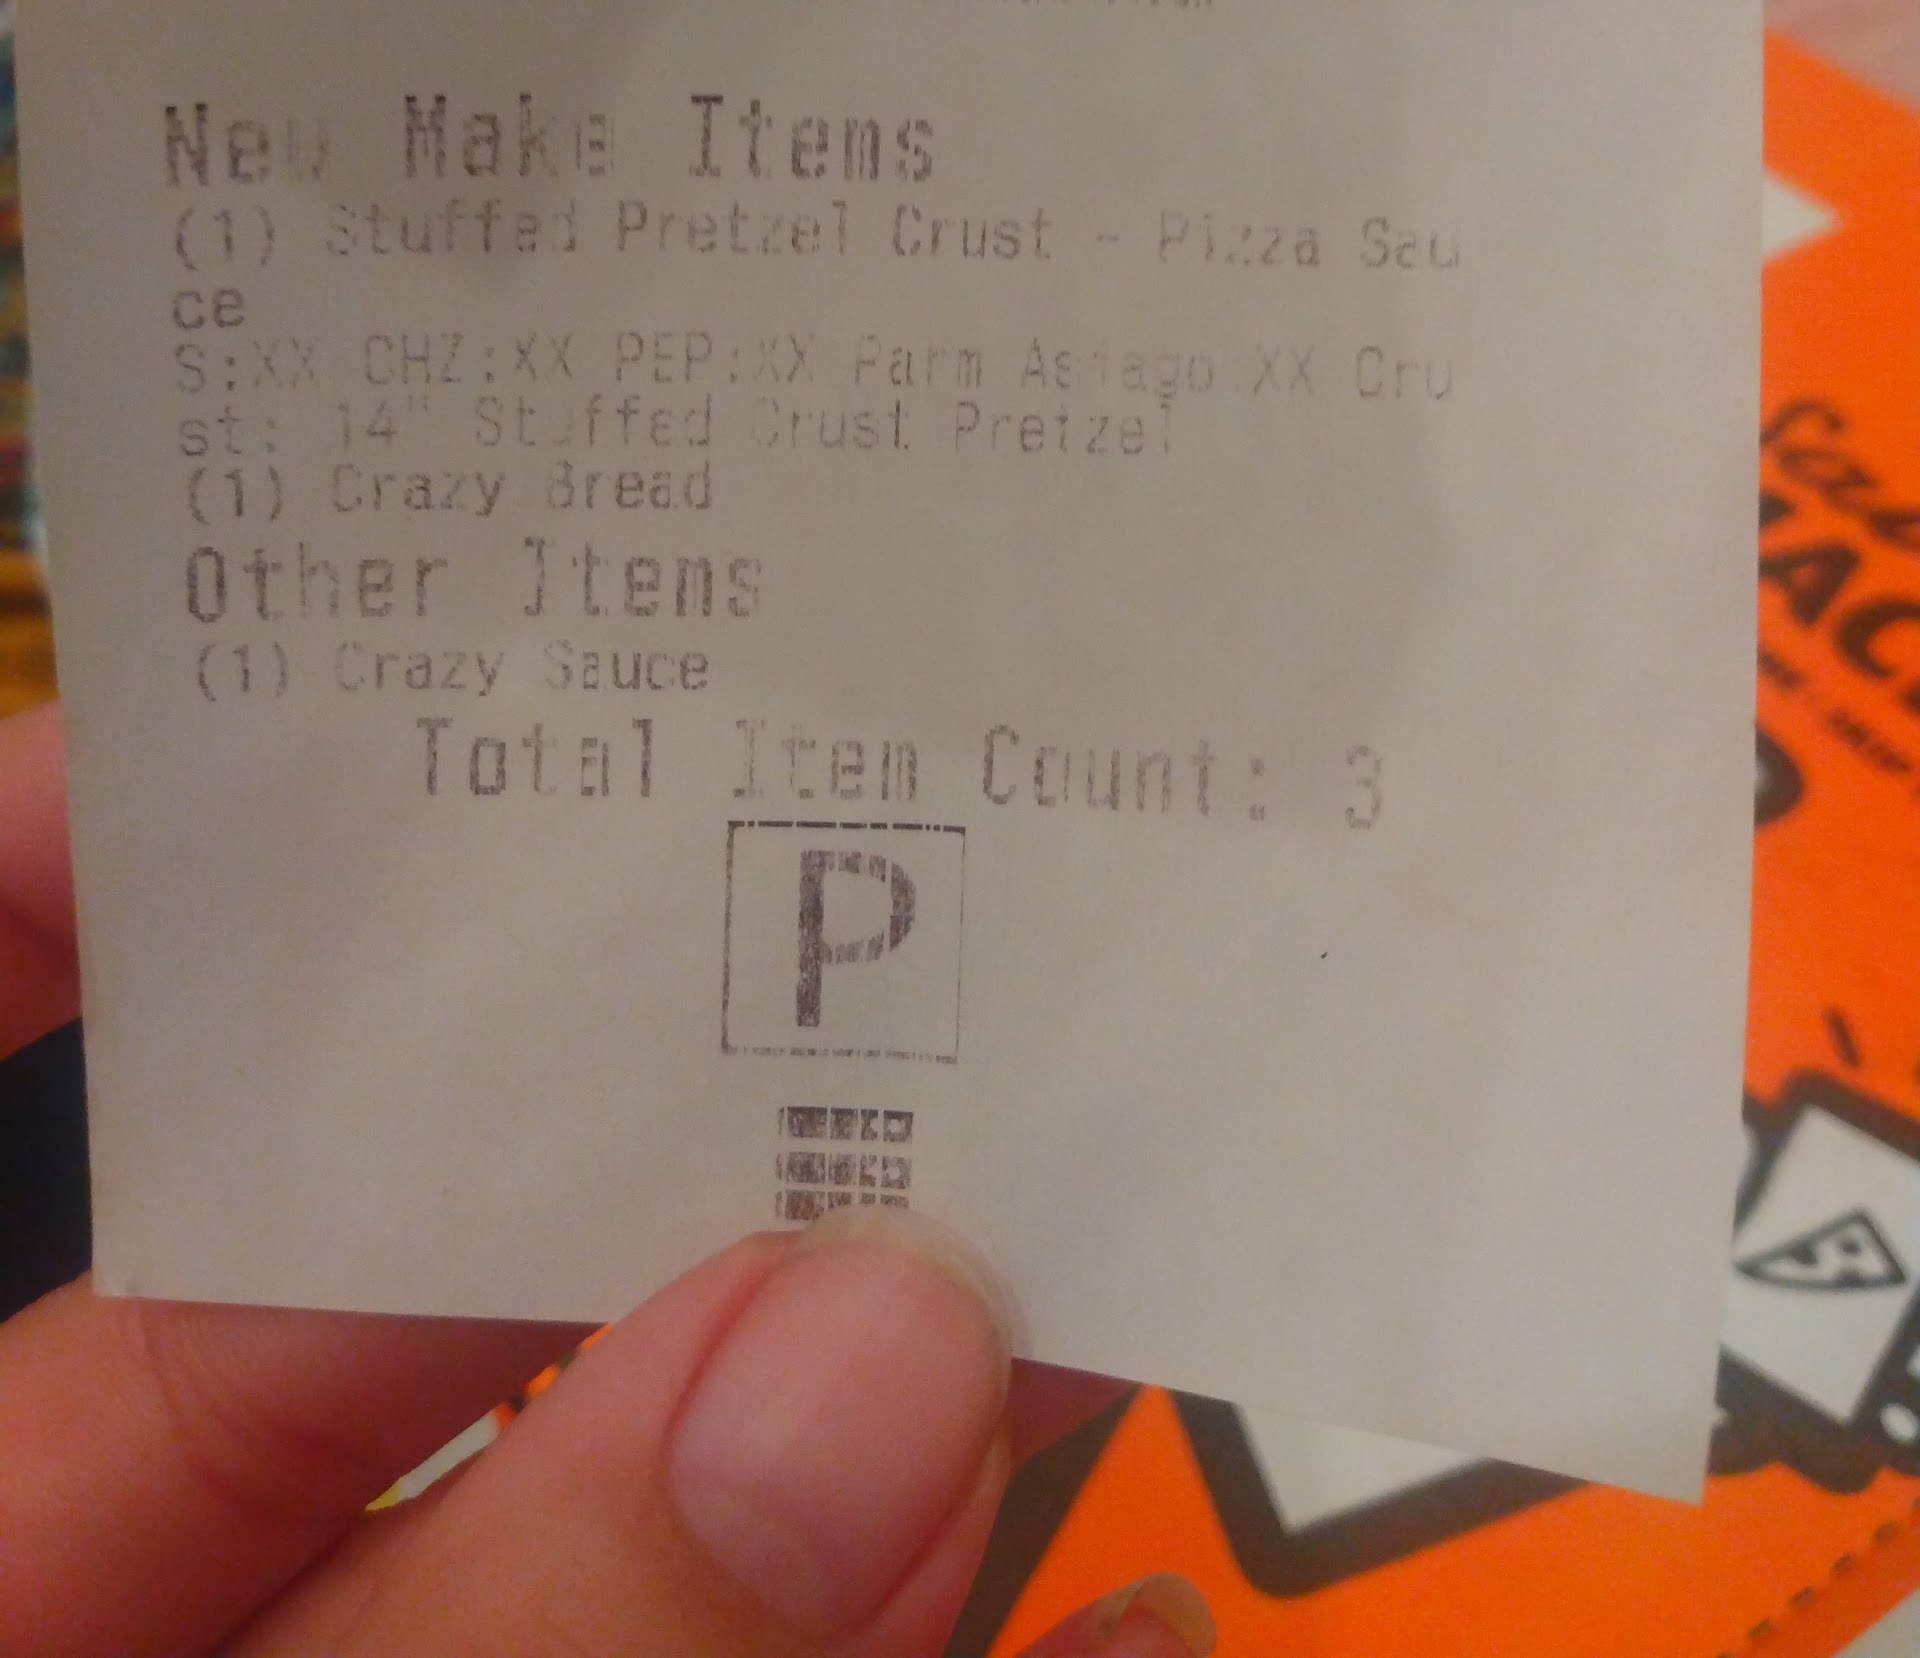 New Make Items
(1) Stuffed Pretzel Crust - Pizza Sau
ce
S:XX CHZ:XX PEP:XX Parm Asiago:XX Cru
st: 14" Stuffed Crust Pretzel
(1) Crazy Bread
Other Items
(1) Crazy Sauce
Total Item Count: 3
P